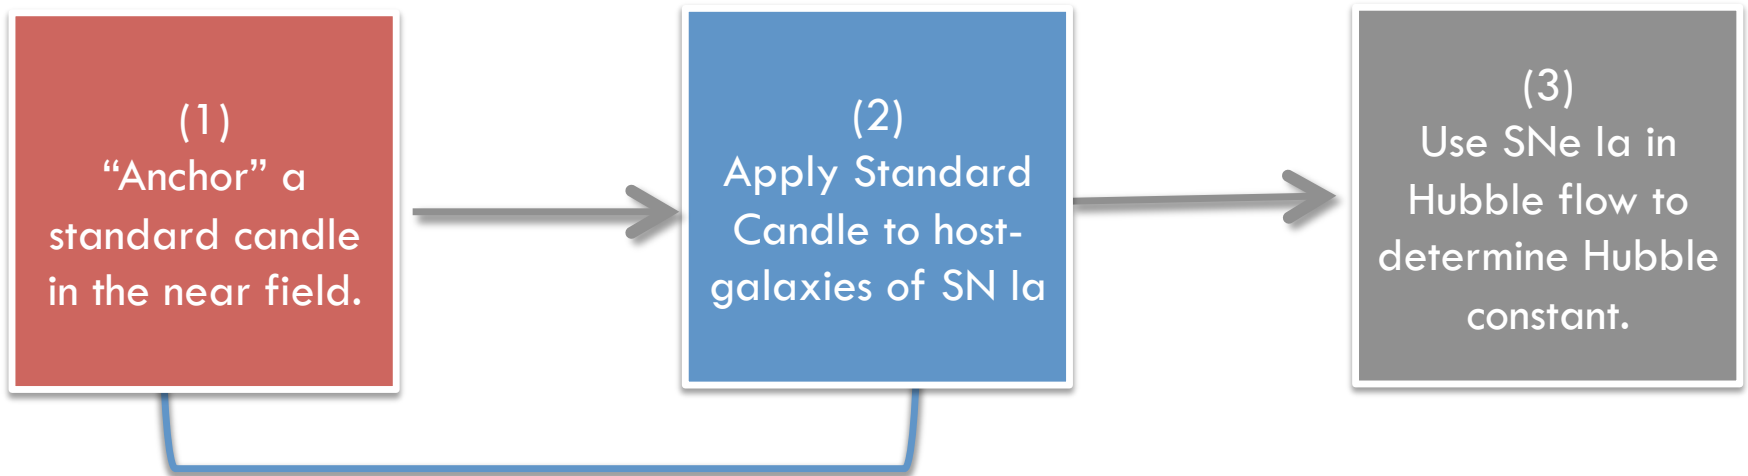 (1)
“Anchor” a
standard candle
in the near field.
(2)
Apply Standard
Candle to host-
galaxies of SN Ia
(3)
Use SNe Ia in
Hubble flow to
determine Hubble
constant.